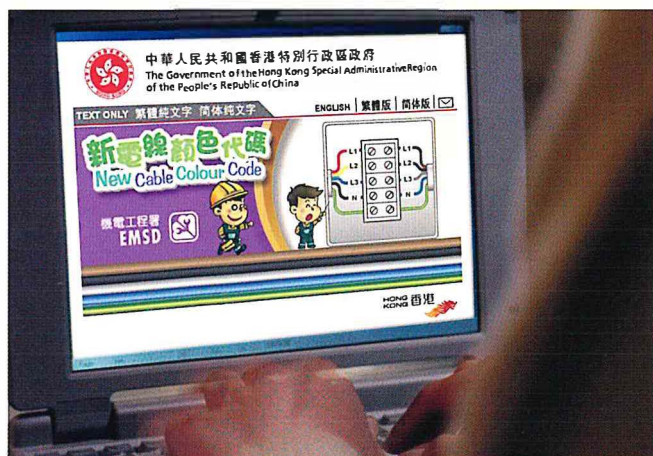 中華人民共和國香港特別行政區政府
The Government of the Hong Kong Special Administrative Region
of the People's Republic of China
TEXT ONLY 繁體純文字 简体纯文字
ENGLISH | 繁體版 | 简体版
新電線顏色代碼
New Cable Colour Code
機電工程署
EMSD
L1 L1
L2 L2
L3 L3
N N
HONG KONG 香港